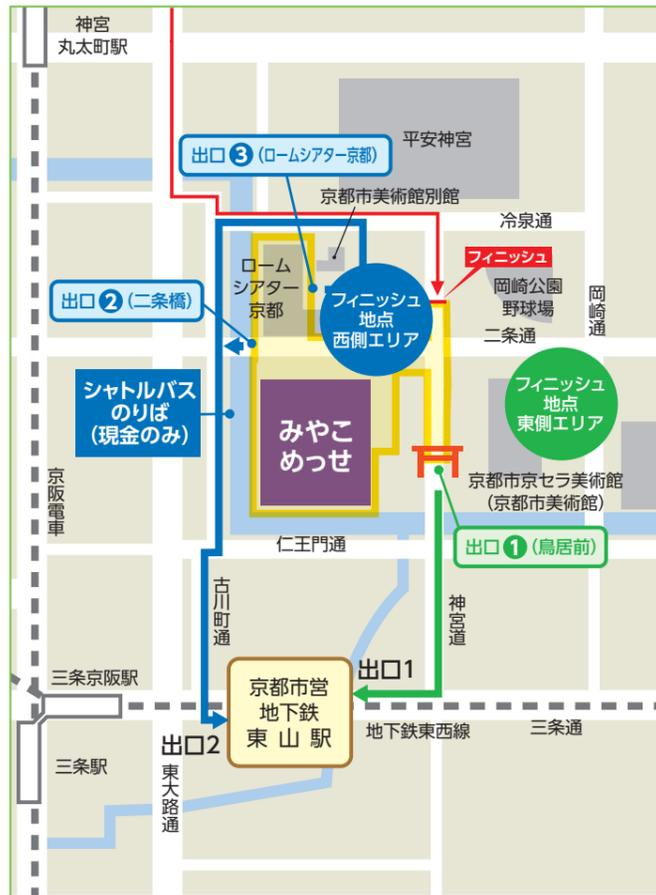 神宮
丸太町駅
平安神宮
出口❸(ロームシアター京都)
京都市美術館別館
冷泉通
フィニッシュ
ローム
シアター
京都
岡崎公園
野球場
岡崎通
出口❷(二条橋)
フィニッシュ
地点
西側エリア
二条通
シャトルバス
のりば
(現金のみ)
みやこ
めっせ
フィニッシュ
地点
東側エリア
京阪電車
京都市京セラ美術館
(京都市美術館)
仁王門通
出口❶(鳥居前)
古川町通
神宮道
三条京阪駅
京都市営
地下鉄
東山駅
出口1
地下鉄東西線
三条通
出口2
三条駅
東大路通